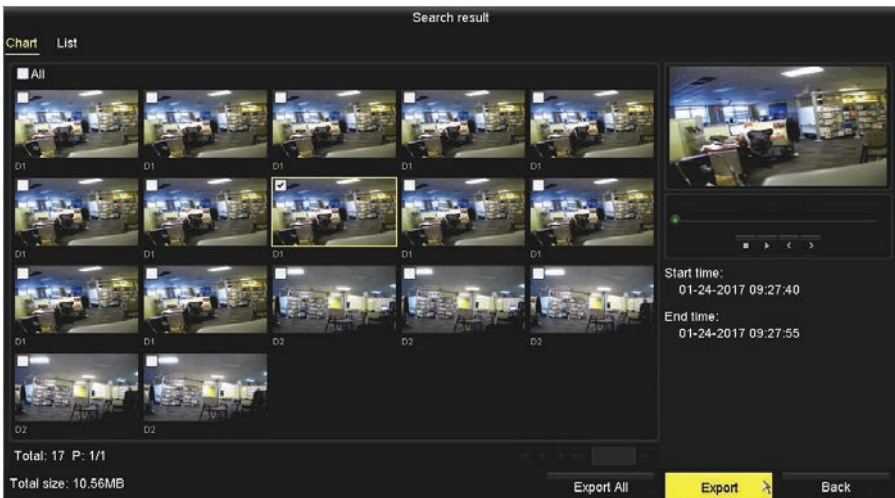 Search result
Chart List
All
D1 D1 D1 D1 D1
D1 D1 D1 D1 D1
D1 D1 D2 D2 D2
D2 D2
Start time:
01-24-2017 09:27:40
End time:
01-24-2017 09:27:55
Total: 17 P: 1/1
Total size: 10.56MB
Export All Export Back